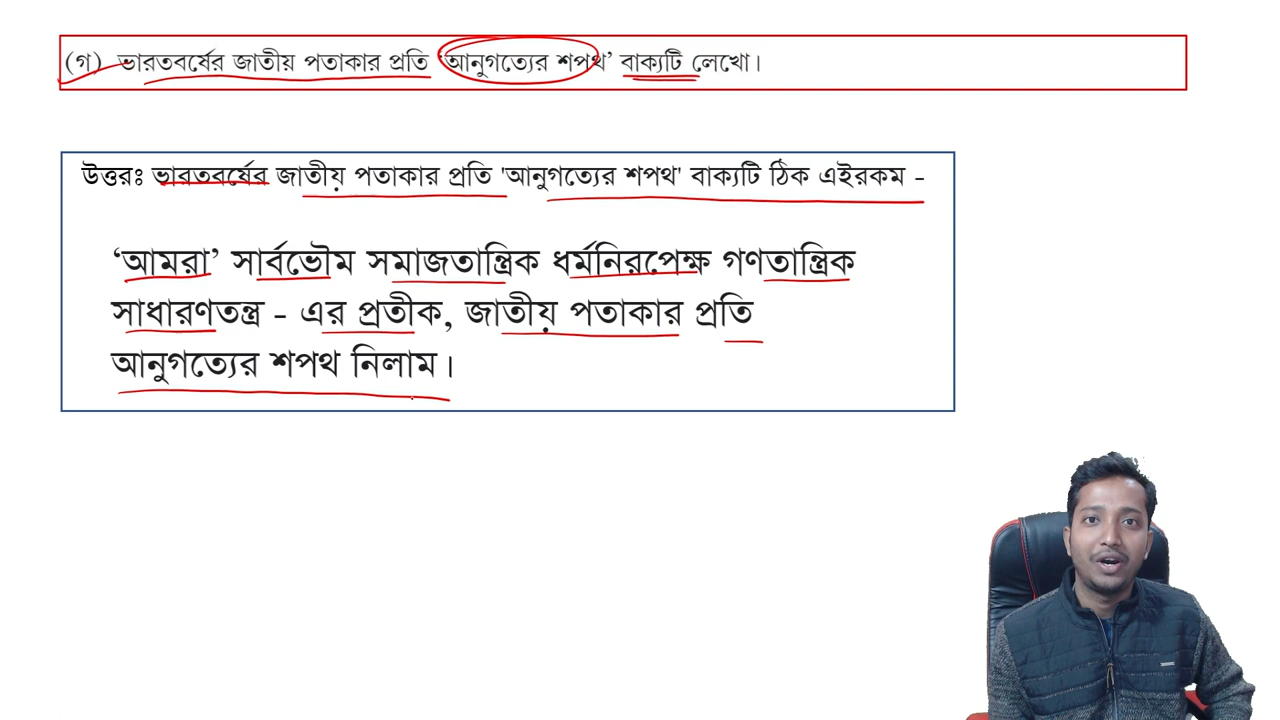 (গ) ভারতবর্ষের জাতীয় পতাকার প্রতি 'আনুগত্যের শপথ' বাক্যটি লেখো।
উত্তরঃ ভারতবর্ষের জাতীয় পতাকার প্রতি 'আনুগত্যের শপথ' বাক্যটি ঠিক এইরকম -
‘আমরা’ সার্বভৌম সমাজতান্ত্রিক ধর্মনিরপেক্ষ গণতান্ত্রিক
সাধারণতন্ত্র - এর প্রতীক, জাতীয় পতাকার প্রতি
আনুগত্যের শপথ নিলাম।